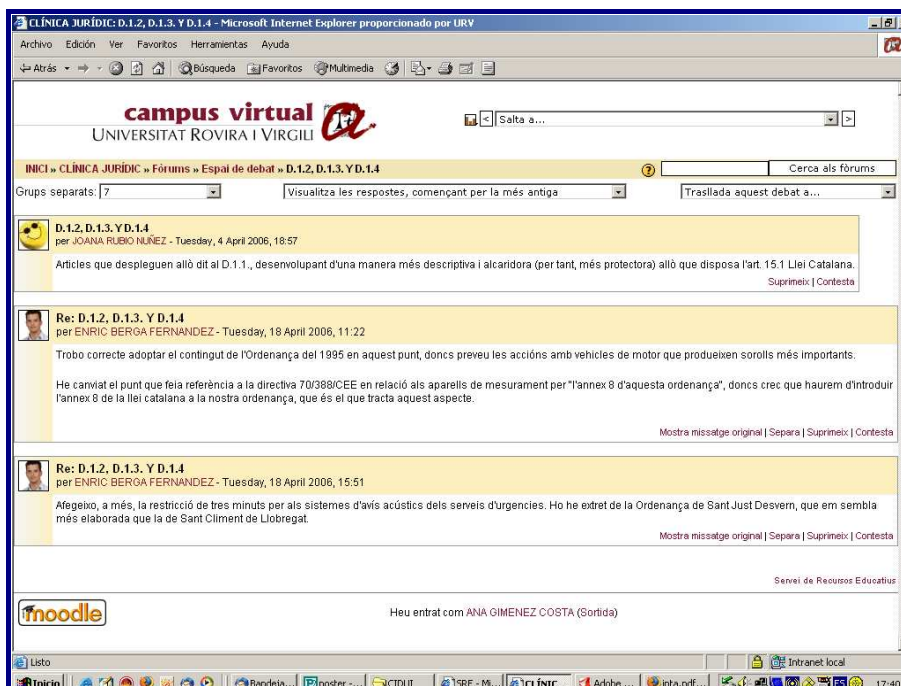 CLÍNICA JURÍDIC: D.1.2, D.1.3. Y D.1.4 - Microsoft Internet Explorer proporcionado por URV
Archivo Edición Ver Favoritos Herramientas Ayuda
Atrás Búsqueda Favoritos Multimedia
campus virtual
UNIVERSITAT ROVIRA I VIRGILI
< Salta a... >
INICI » CLÍNICA JURÍDIC » Fòrums » Espai de debat » D.1.2, D.1.3. Y D.1.4 ? Cerca als fòrums
Grups separats: 7 Visualitza les respostes, començant per la més antiga Trasllada aquest debat a...
D.1.2, D.1.3. Y D.1.4
per JOANA RUBIO NUÑEZ - Tuesday, 4 April 2006, 18:57
Articles que despleguen allò dit al D.1.1., desenvolupant d'una manera més descriptiva i alcaridora (per tant, més protectora) allò que disposa l'art. 15.1 Llei Catalana.
Suprimeix | Contesta
Re: D.1.2, D.1.3. Y D.1.4
per ENRIC BERGA FERNANDEZ - Tuesday, 18 April 2006, 11:22
Trobo correcte adoptar el contingut de l'Ordenança del 1995 en aquest punt, doncs preveu les accións amb vehicles de motor que produeixen sorolls més importants.
He canviat el punt que feia referència a la directiva 70/388/CEE en relació als aparells de mesurament per "l'annex 8 d'aquesta ordenança", doncs crec que haurem d'introduir
l'annex 8 de la llei catalana a la nostra ordenança, que és el que tracta aquest aspecte.
Mostra missatge original | Separa | Suprimeix | Contesta
Re: D.1.2, D.1.3. Y D.1.4
per ENRIC BERGA FERNANDEZ - Tuesday, 18 April 2006, 15:51
Afegeixo, a més, la restricció de tres minuts per als sistemes d'avís acústics dels serveis d'urgencies. Ho he extret de la Ordenança de Sant Just Desvern, que em sembla
més elaborada que la de Sant Climent de Llobregat.
Mostra missatge original | Separa | Suprimeix | Contesta
Servei de Recursos Educatius
moodle
Heu entrat com ANA GIMENEZ COSTA (Sortida)
Listo Intranet local
Inicio Bandeja... poster -... CIDUI SRE - Mi... CLÍNIC... Adobe ... inta.pdf... ES 17:40